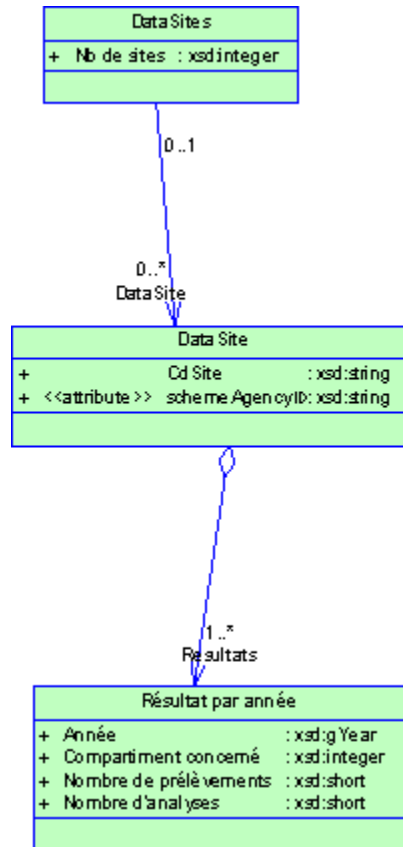 DataSites
+ Nb de sites : xsd:integer
0..1
0..*
DataSite
DataSite
+ CdSite : xsd:string
+ <<attribute>> schemeAgencyID : xsd:string
1..*
Resultats
Résultat par année
+ Année : xsd:gYear
+ Compartiment concerné : xsd:integer
+ Nombre de prélèvements : xsd:short
+ Nombre d'analyses : xsd:short